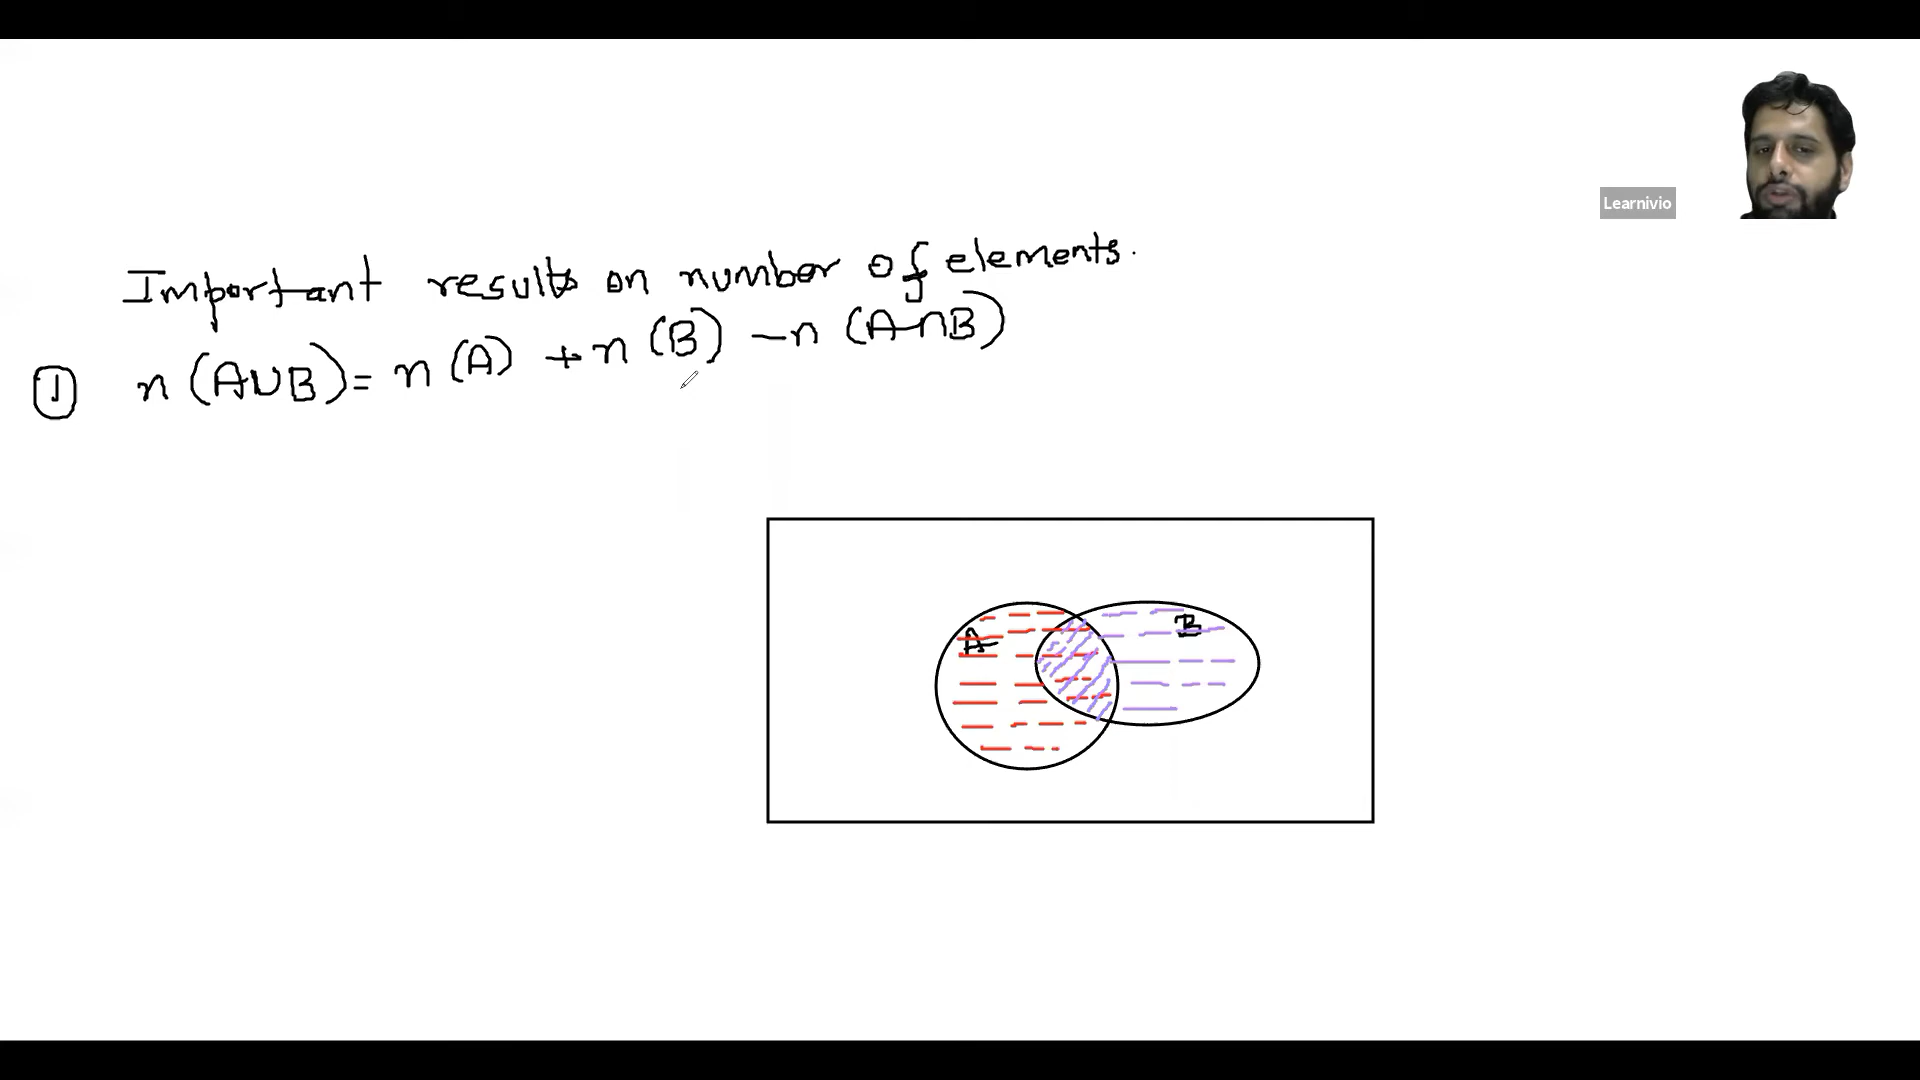 Learnivio
Important results on number of elements.
① n(A∪B) = n(A) + n(B) - n(A∩B)
A B